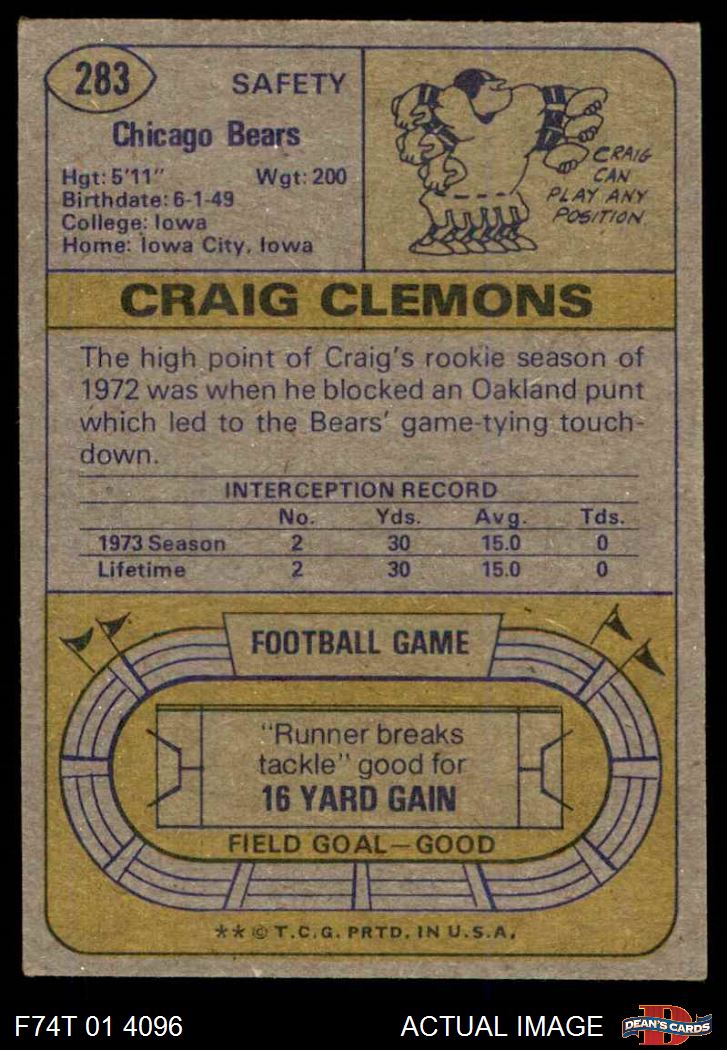 283
SAFETY
Chicago Bears
Hgt: 5'11" Wgt: 200
Birthdate: 6-1-49
College: Iowa
Home: Iowa City, Iowa
CRAIG
CAN
PLAY ANY
POSITION.
CRAIG CLEMONS
The high point of Craig's rookie season of
1972 was when he blocked an Oakland punt
which led to the Bears' game-tying touch-
down.
INTERCEPTION RECORD
No. Yds. Avg. Tds.
1973 Season 2 30 15.0 0
Lifetime 2 30 15.0 0
FOOTBALL GAME
"Runner breaks
tackle" good for
16 YARD GAIN
FIELD GOAL—GOOD
** © T.C.G. PRTD. IN U.S.A.
F74T 01 4096 ACTUAL IMAGE
D
DEAN'S CARDS